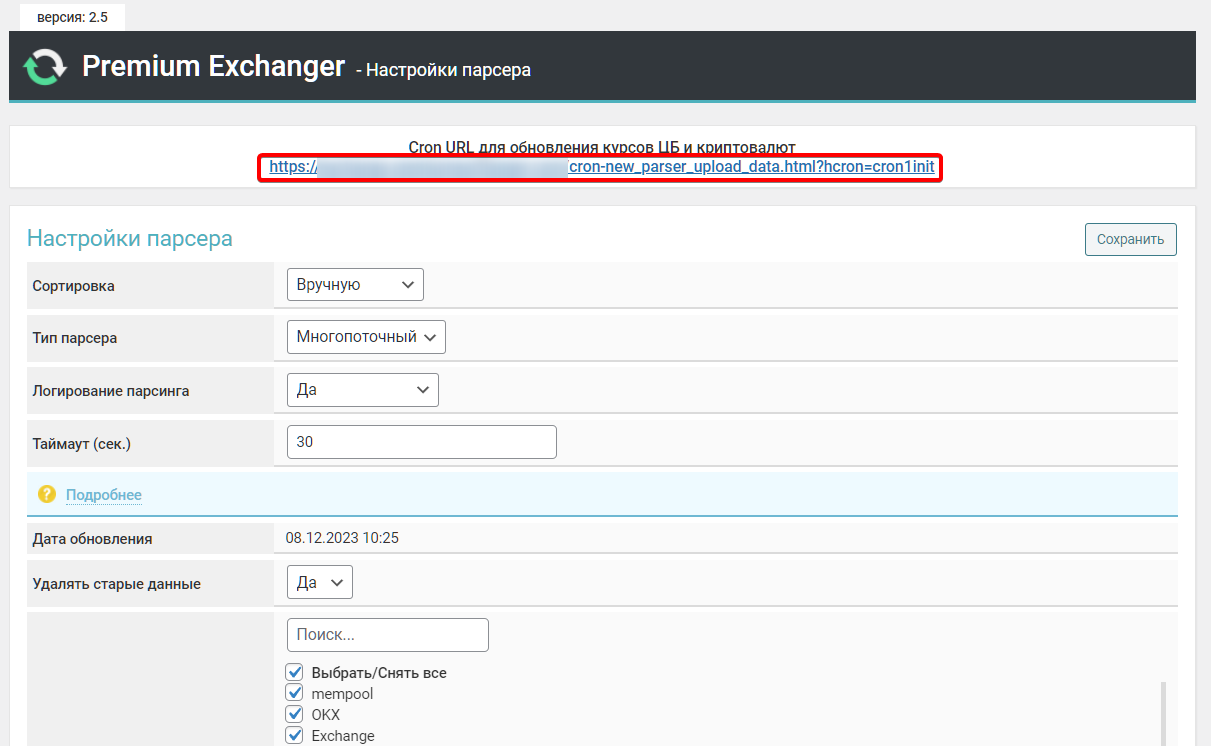 версия: 2.5
Premium Exchanger - Настройки парсера
Cron URL для обновления курсов ЦБ и криптовалют
https:// /cron-new_parser_upload_data.html?hcron=cron1init
Настройки парсера
Сохранить
Сортировка
Вручную
Тип парсера
Многопоточный
Логирование парсинга
Да
Таймаут (сек.)
30
? Подробнее
Дата обновления
08.12.2023 10:25
Удалять старые данные
Да
Поиск...
Выбрать/Снять все
mempool
OKX
Exchange